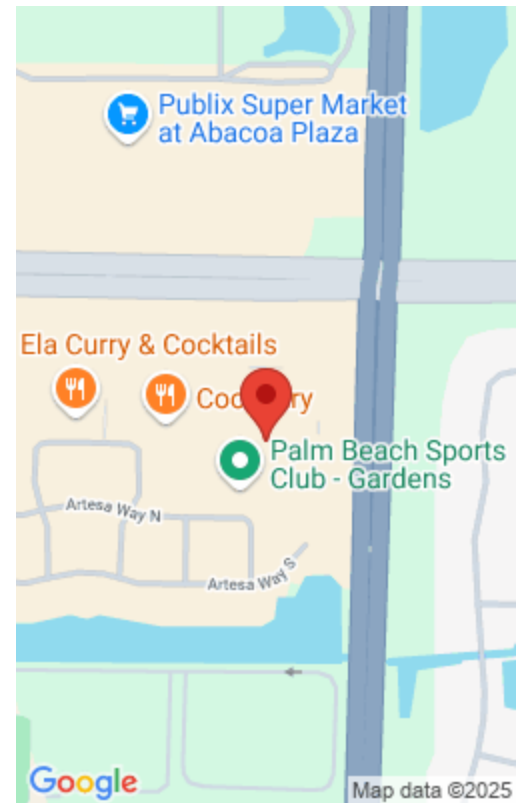 Publix Super Market
at Abacoa Plaza
Ela Curry & Cocktails
Palm Beach Sports
Club - Gardens
Artesa Way N
Artesa Way S
Google
Map data ©2025